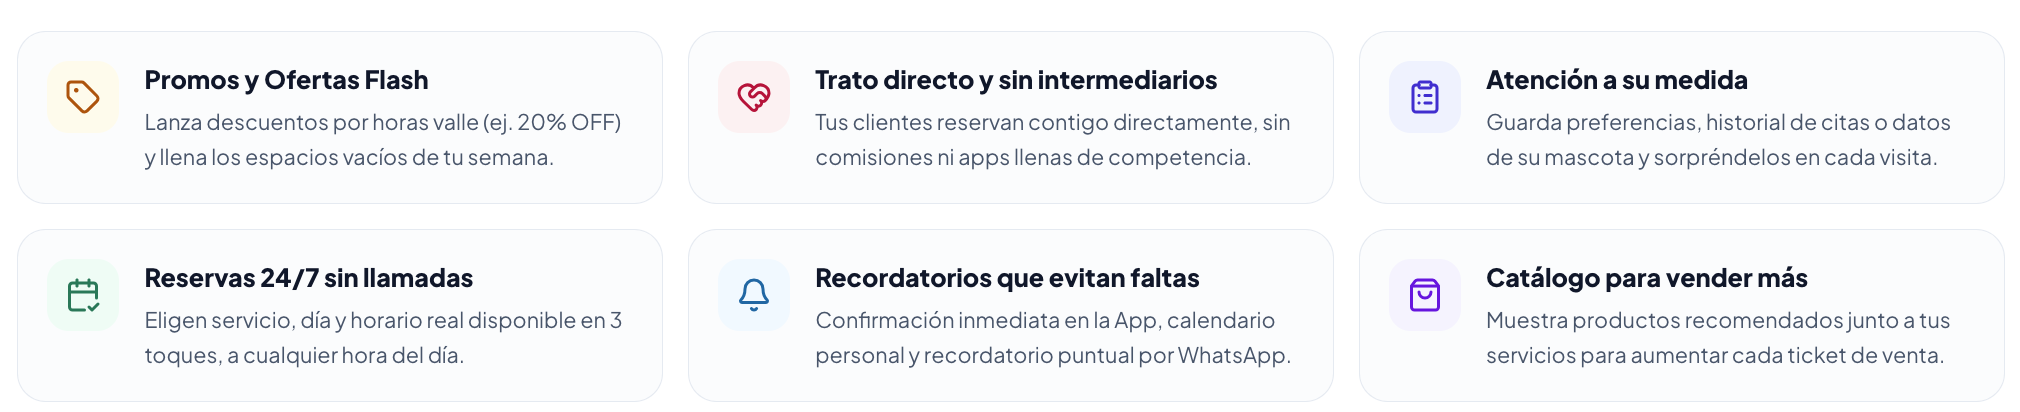 Promos y Ofertas Flash
Lanza descuentos por horas valle (ej. 20% OFF)
y llena los espacios vacíos de tu semana.
Trato directo y sin intermediarios
Tus clientes reservan contigo directamente, sin
comisiones ni apps llenas de competencia.
Atención a su medida
Guarda preferencias, historial de citas o datos
de su mascota y sorpréndelos en cada visita.
Reservas 24/7 sin llamadas
Eligen servicio, día y horario real disponible en 3
toques, a cualquier hora del día.
Recordatorios que evitan faltas
Confirmación inmediata en la App, calendario
personal y recordatorio puntual por WhatsApp.
Catálogo para vender más
Muestra productos recomendados junto a tus
servicios para aumentar cada ticket de venta.